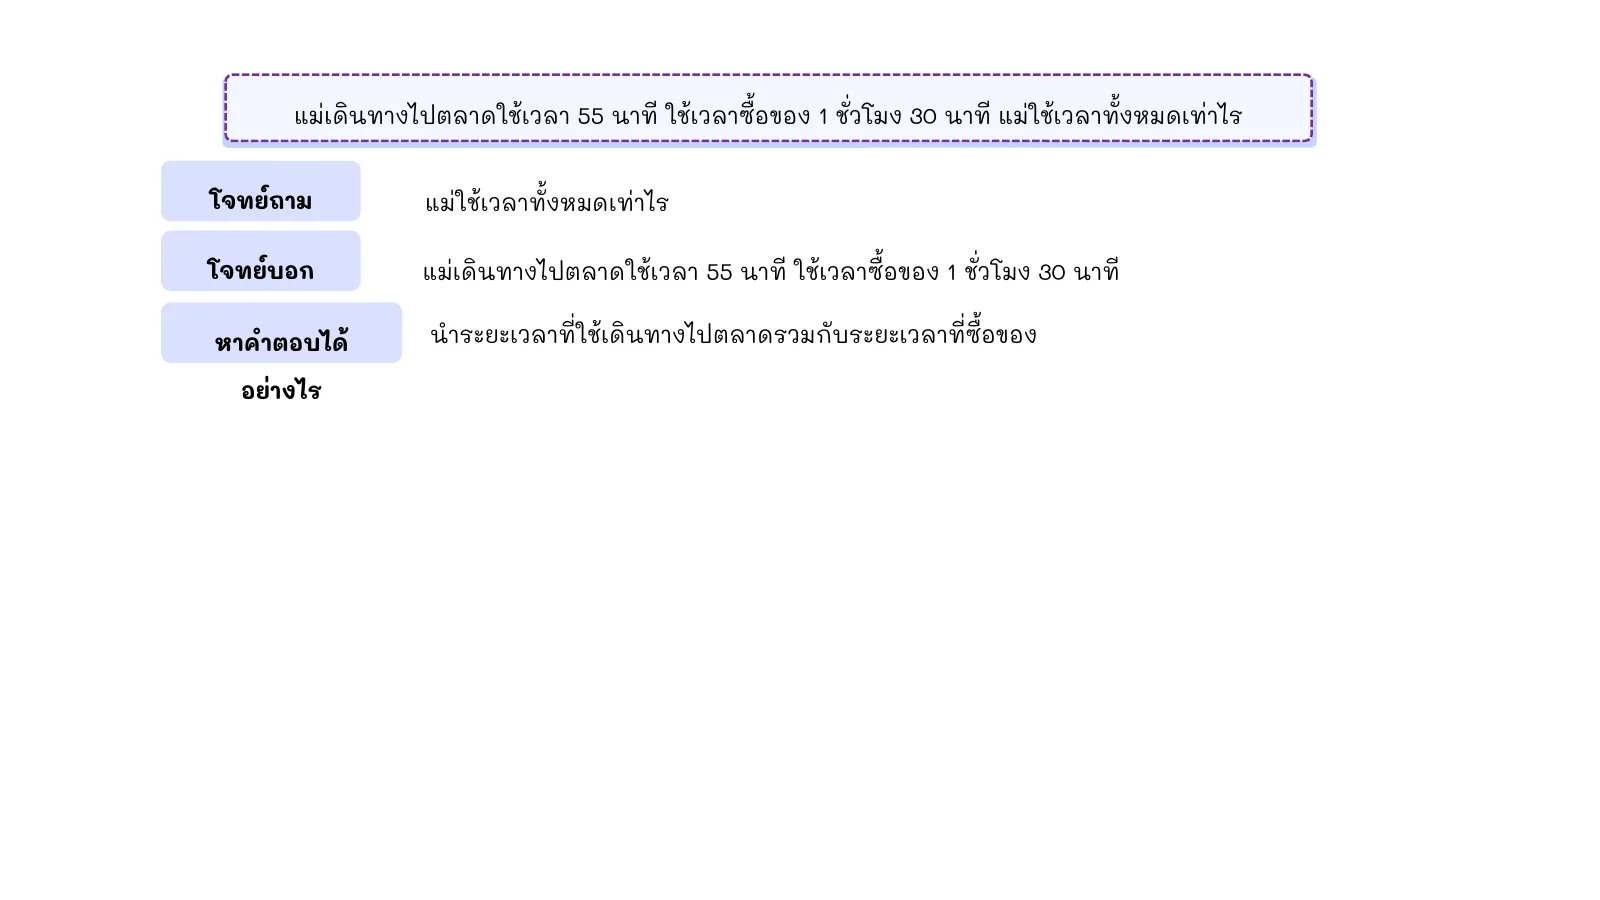 แม่เดินทางไปตลาดใช้เวลา 55 นาที ใช้เวลาซื้อของ 1 ชั่วโมง 30 นาที แม่ใช้เวลาทั้งหมดเท่าไร
โจทย์ถาม
แม่ใช้เวลาทั้งหมดเท่าไร
โจทย์บอก
แม่เดินทางไปตลาดใช้เวลา 55 นาที ใช้เวลาซื้อของ 1 ชั่วโมง 30 นาที
หาคำตอบได้
อย่างไร
นำระยะเวลาที่ใช้เดินทางไปตลาดรวมกับระยะเวลาที่ซื้อของ